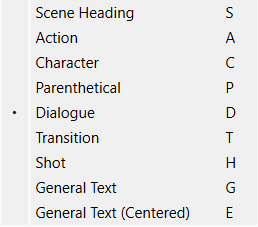 Scene Heading S
Action A
Character C
Parenthetical P
• Dialogue D
Transition T
Shot H
General Text G
General Text (Centered) E